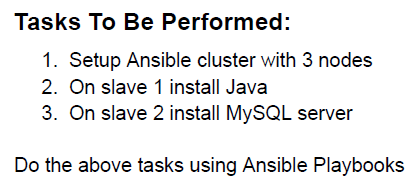 Tasks To Be Performed:
1. Setup Ansible cluster with 3 nodes
2. On slave 1 install Java
3. On slave 2 install MySQL server
Do the above tasks using Ansible Playbooks